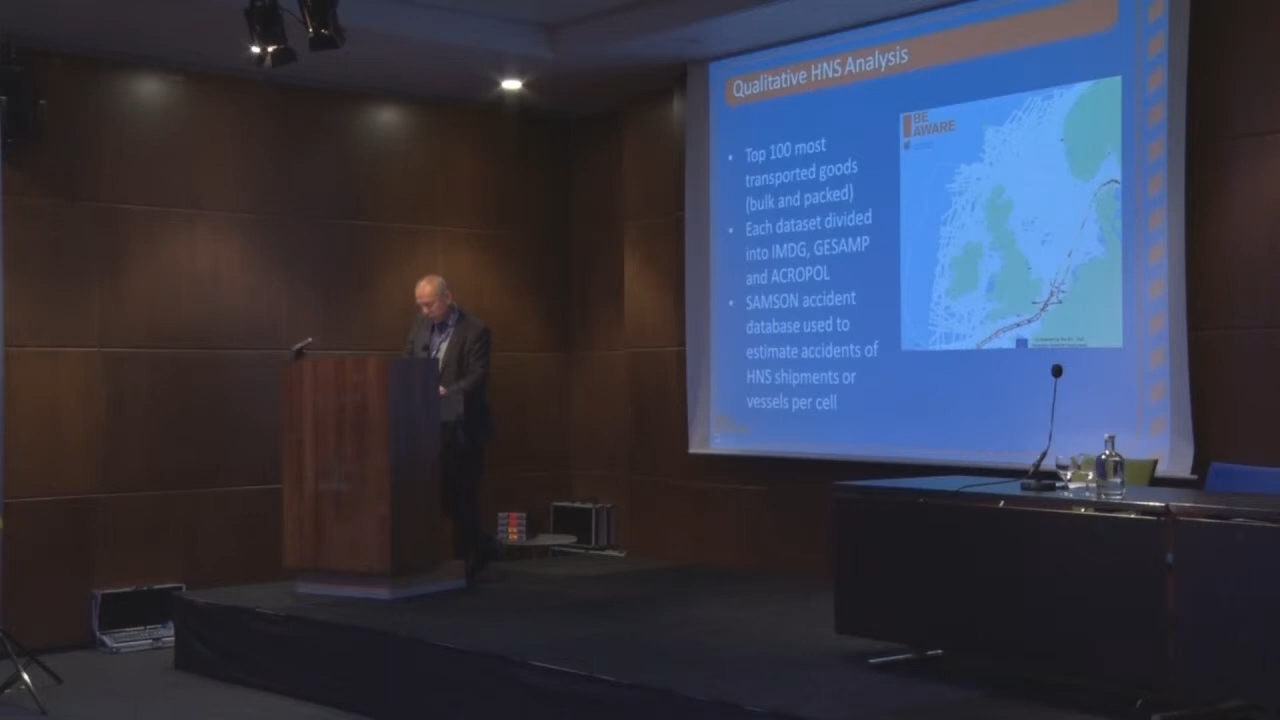 Qualitative HNS Analysis
• Top 100 most
transported goods
(bulk and packed)
• Each dataset divided
into IMDG, GESAMP
and ACROPOL
• SAMSON accident
database used to
estimate accidents of
HNS shipments or
vessels per cell
BE
AWARE